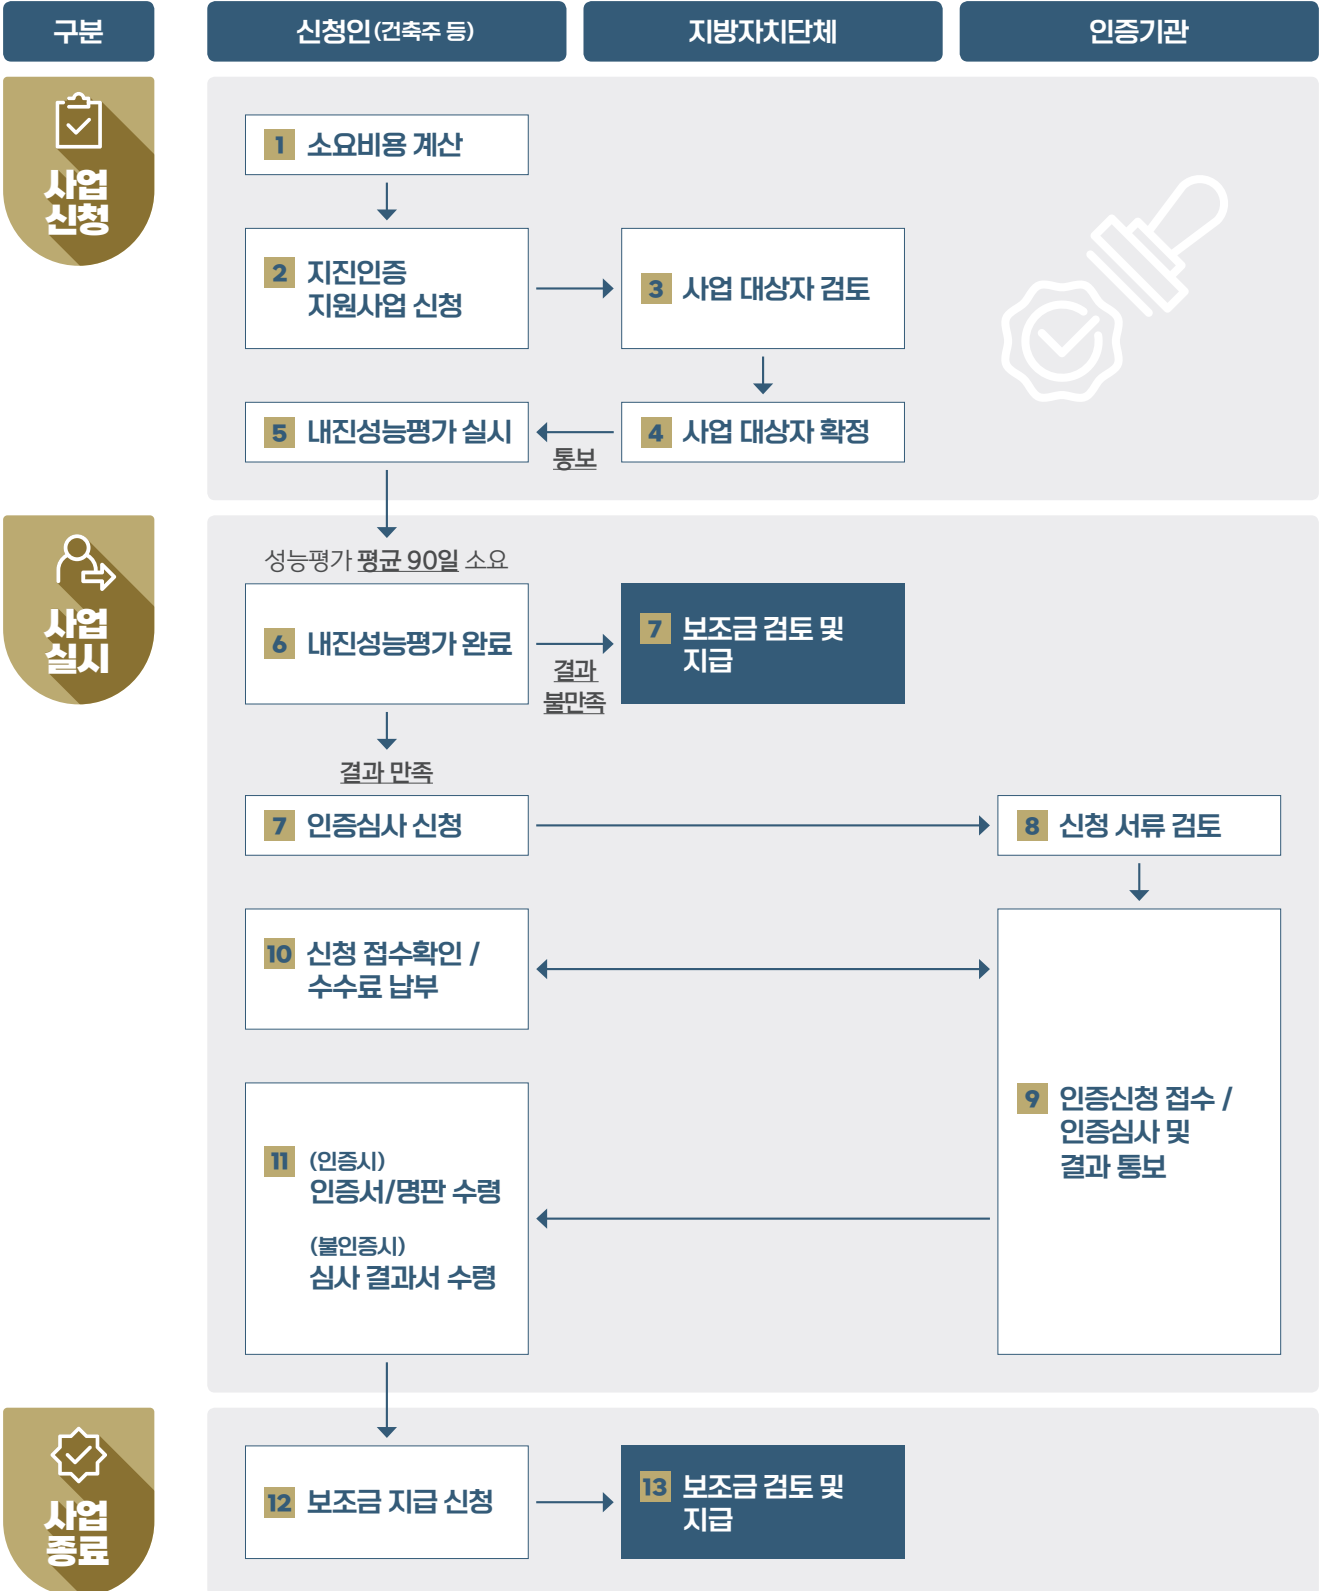 구분
신청인(건축주 등)
지방자치단체
인증기관
사업
신청
1 소요비용 계산
2 지진인증
지원사업 신청
3 사업 대상자 검토
5 내진성능평가 실시
통보
4 사업 대상자 확정
사업
실시
성능평가 평균 90일 소요
6 내진성능평가 완료
결과
불만족
7 보조금 검토 및
지급
결과 만족
7 인증심사 신청
8 신청 서류 검토
10 신청 접수확인 /
수수료 납부
9 인증신청 접수 /
인증심사 및
결과 통보
11 (인증시)
인증서/명판 수령
(불인증시)
심사 결과서 수령
사업
종료
12 보조금 지급 신청
13 보조금 검토 및
지급